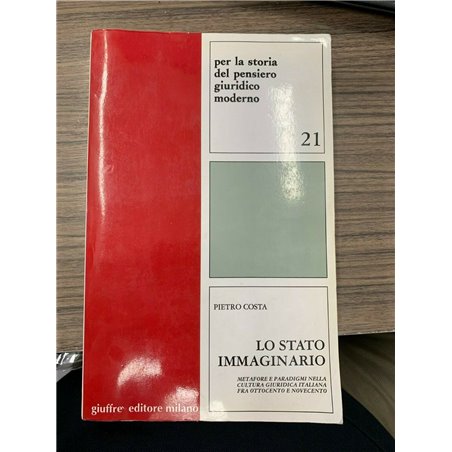 per la storia
del pensiero
giuridico
moderno
21
PIETRO COSTA
LO STATO
IMMAGINARIO
METAFORE E PARADIGMI NELLA
CULTURA GIURIDICA ITALIANA
FRA OTTOCENTO E NOVECENTO
giuffrè editore milano